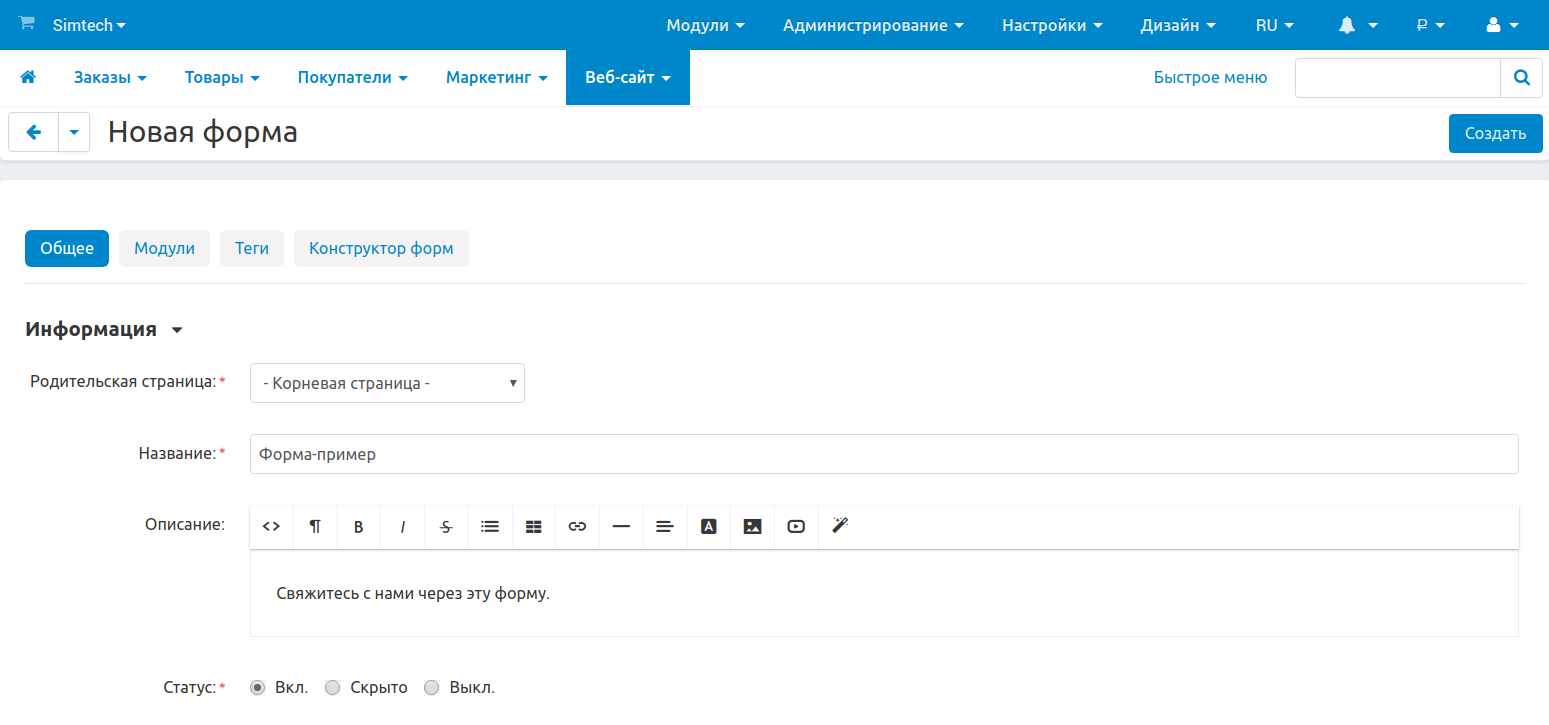 Simtech Модули Администрирование Настройки Дизайн RU ₽
Заказы Товары Покупатели Маркетинг Веб-сайт Быстрое меню
Новая форма Создать
Общее Модули Теги Конструктор форм
Информация
Родительская страница:* - Корневая страница -
Название:* Форма-пример
Описание: <> ¶ B I S A
Свяжитесь с нами через эту форму.
Статус:* Вкл. Скрыто Выкл.